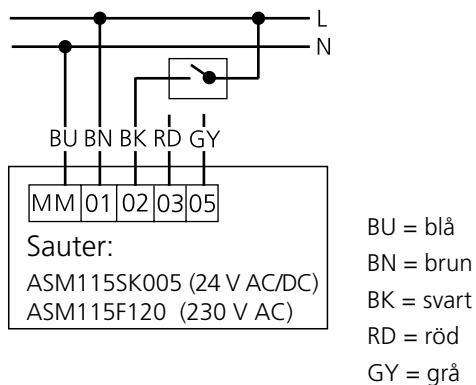 L
N
BU BN BK RD GY
MM 01 02 03 05
Sauter:
ASM115SK005 (24 V AC/DC)
ASM115F120 (230 V AC)
BU = blå
BN = brun
BK = svart
RD = röd
GY = grå